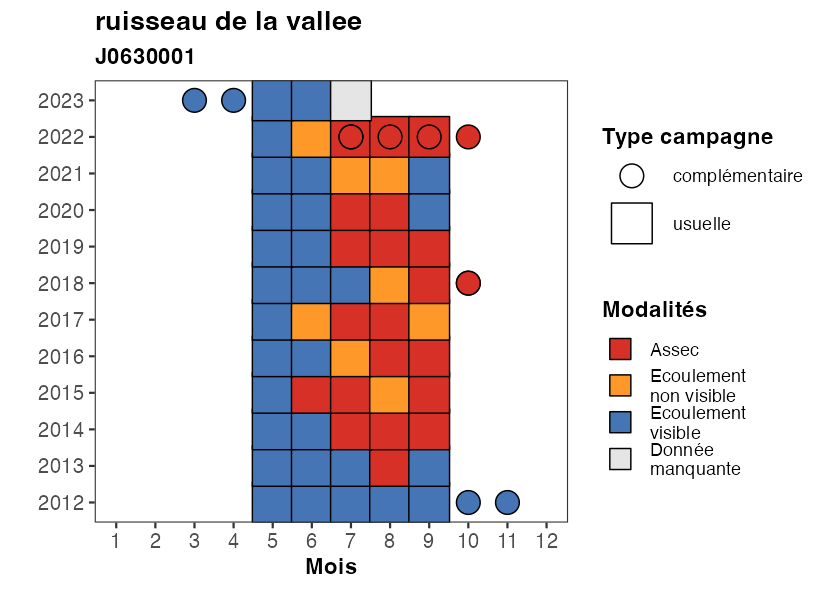 ruisseau de la vallee
J0630001
2023
2022
2021
2020
2019
2018
2017
2016
2015
2014
2013
2012
1 2 3 4 5 6 7 8 9 10 11 12
Mois
Type campagne
complémentaire
usuelle
Modalités
Assec
Ecoulement
non visible
Ecoulement
visible
Donnée
manquante